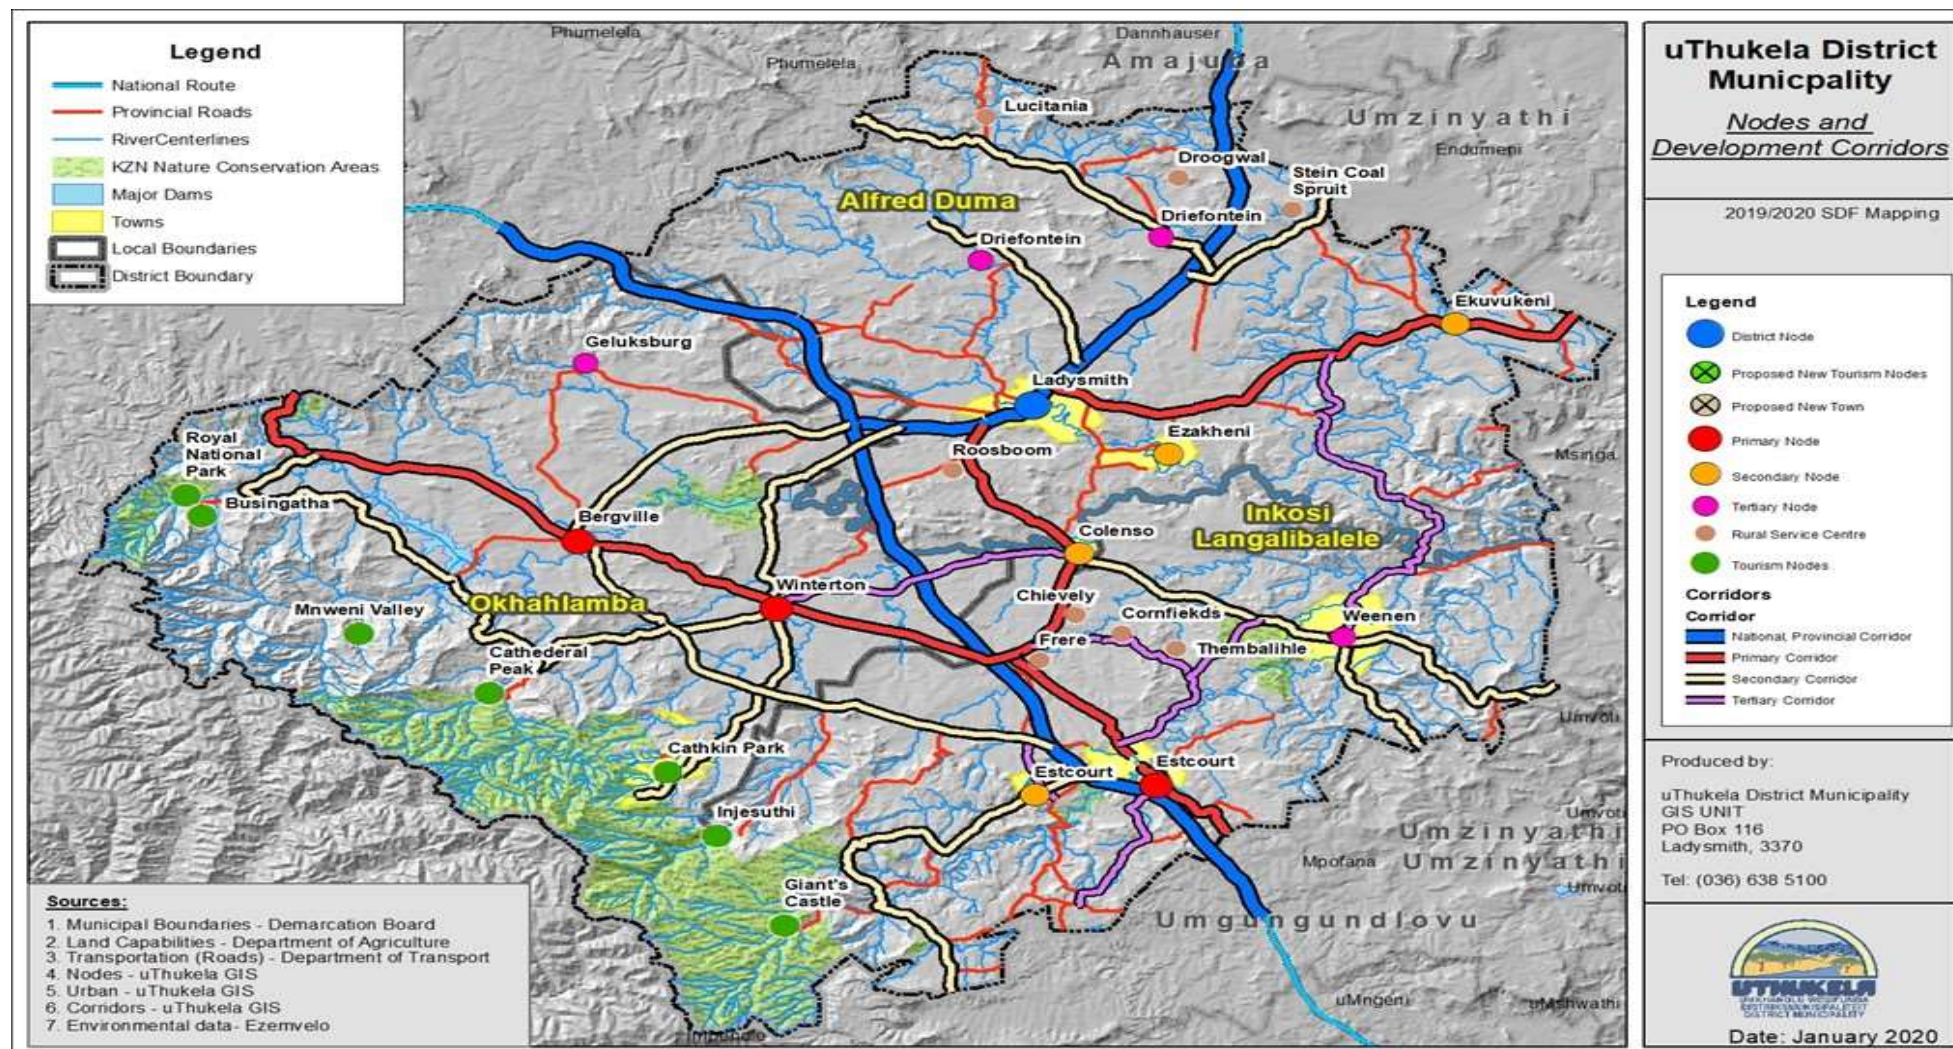 Legend
National Route
Provincial Roads
RiverCenterlines
KZN Nature Conservation Areas
Major Dams
Towns
Local Boundaries
District Boundary
Phumelela
Phumelela
Dannhauser
Amajuba
Umzinyathi
Endumeni
Lucitania
Droogwal
Stein Coal
Spruit
Alfred Duma
Driefontein
Driefontein
Ekuvukeni
Geluksburg
Ladysmith
Royal
National
Park
Roosboom
Ezakheni
Msinga
Busingatha
Bergville
Inkosi
Langalibalele
Colenso
Winterton
Okhahlamba
Mnweni Valley
Chievely
Cornfiekds
Weenen
Frere
Thembalihle
Cathederal
Peak
Umvoti
Cathkin Park
Estcourt
Estcourt
Injesuthi
Umvoti
Umzinyathi
Mpofana
Umzinyathi
Umvoti
Giant's
Castle
Umgungundlovu
uMngeni
uMshwathi
Impendle
Sources:
1. Municipal Boundaries - Demarcation Board
2. Land Capabilities - Department of Agriculture
3. Transportation (Roads) - Department of Transport
4. Nodes - uThukela GIS
5. Urban - uThukela GIS
6. Corridors - uThukela GIS
7. Environmental data- Ezemvelo
uThukela District
Municpality
Nodes and
Development Corridors
2019/2020 SDF Mapping
Legend
District Node
Proposed New Tourism Nodes
Proposed New Town
Primary Node
Secondary Node
Tertiary Node
Rural Service Centre
Tourism Nodes
Corridors
Corridor
National, Provincial Corridor
Primary Corridor
Secondary Corridor
Tertiary Corridor
Produced by:
uThukela District Municipality
GIS UNIT
PO Box 116
Ladysmith, 3370
Tel: (036) 638 5100
UTHUKELA
DISTRICT MUNICIPALITY
Date: January 2020